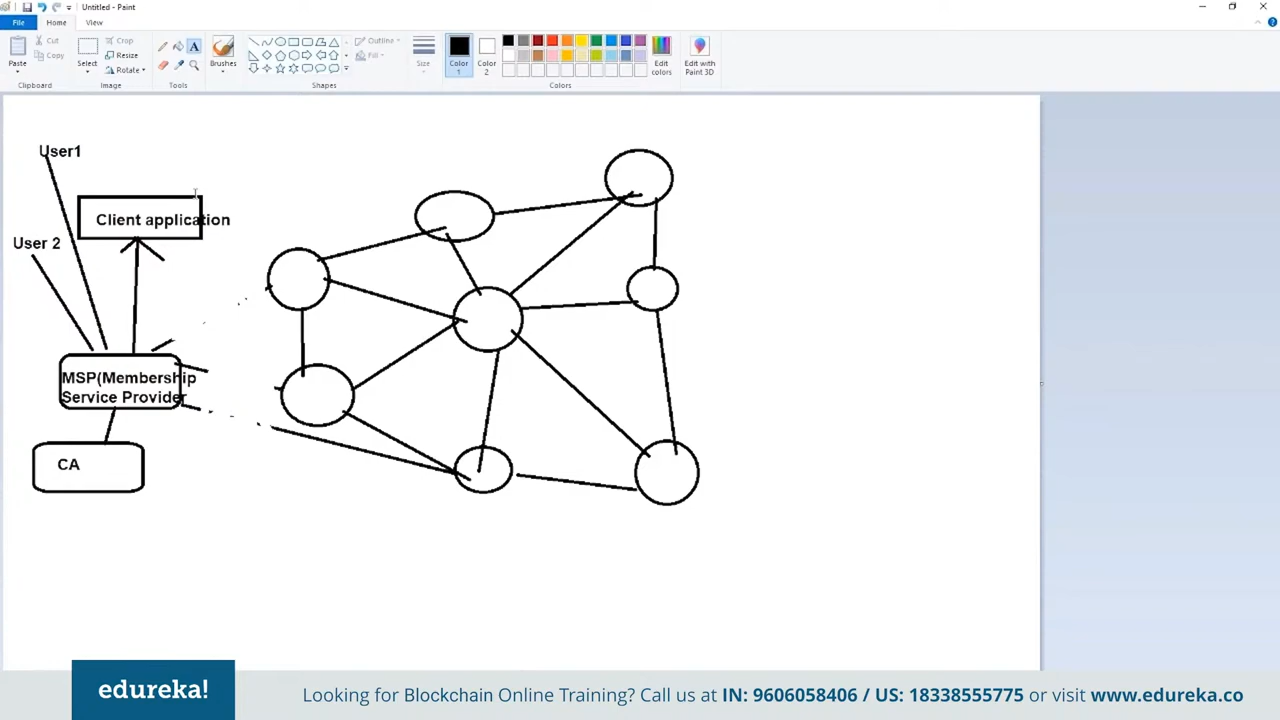 Untitled - Paint
File Home View
Paste
Cut
Copy
Clipboard
Select
Crop
Resize
Rotate
Image
A
Tools
Brushes
Shapes
Outline
Fill
Size
Color 1
Color 2
Edit colors
Colors
Edit with Paint 3D
User1
Client application
User 2
MSP(Membership
Service Provider
CA
edureka!
Looking for Blockchain Online Training? Call us at IN: 9606058406 / US: 18338555775 or visit www.edureka.co